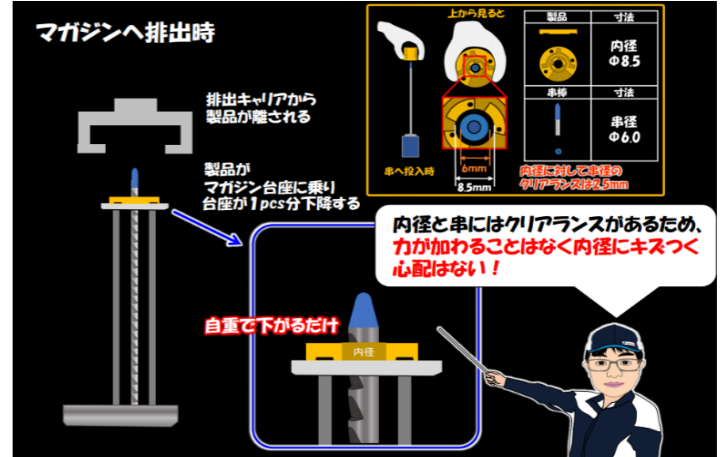 マガジンへ排出時
排出キャリアから
製品が離される
製品が
マガジン台座に乗り
台座が1pcs分下降する
自重で下がるだけ
内径
上から見ると
串へ投入時
6mm
8.5mm
製品
寸法
内径
Φ8.5
串棒
寸法
串径
Φ6.0
内径に対して串径の
クリアランスは2.5mm
内径と串にはクリアランスがあるため、
力が加わることはなく内径にキズつく
心配はない！